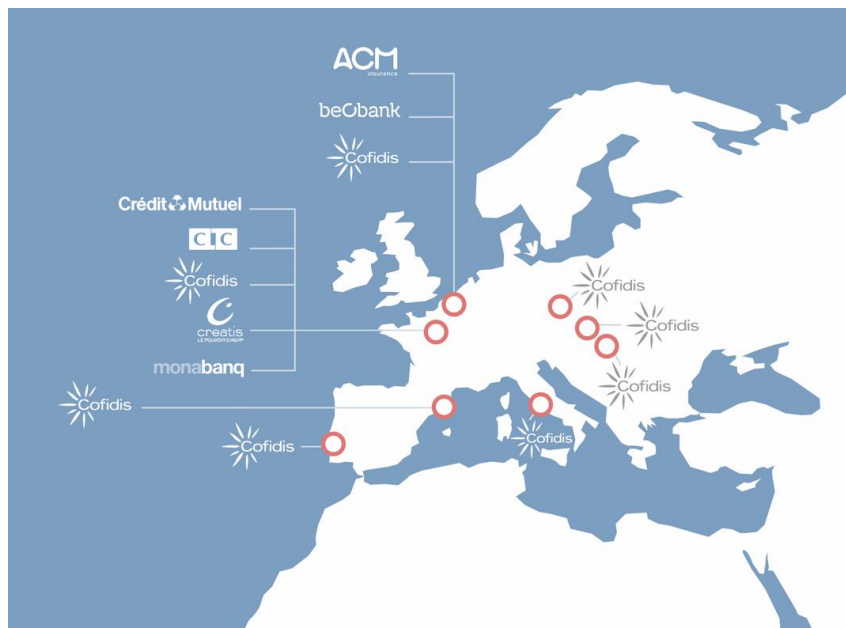 ACM
insurance
beobank
Cofidis
Crédit Mutuel
CIC
Cofidis
creatis
LE POUVOIR D'AGIR
monabanq
Cofidis
Cofidis
Cofidis
Cofidis
Cofidis
Cofidis